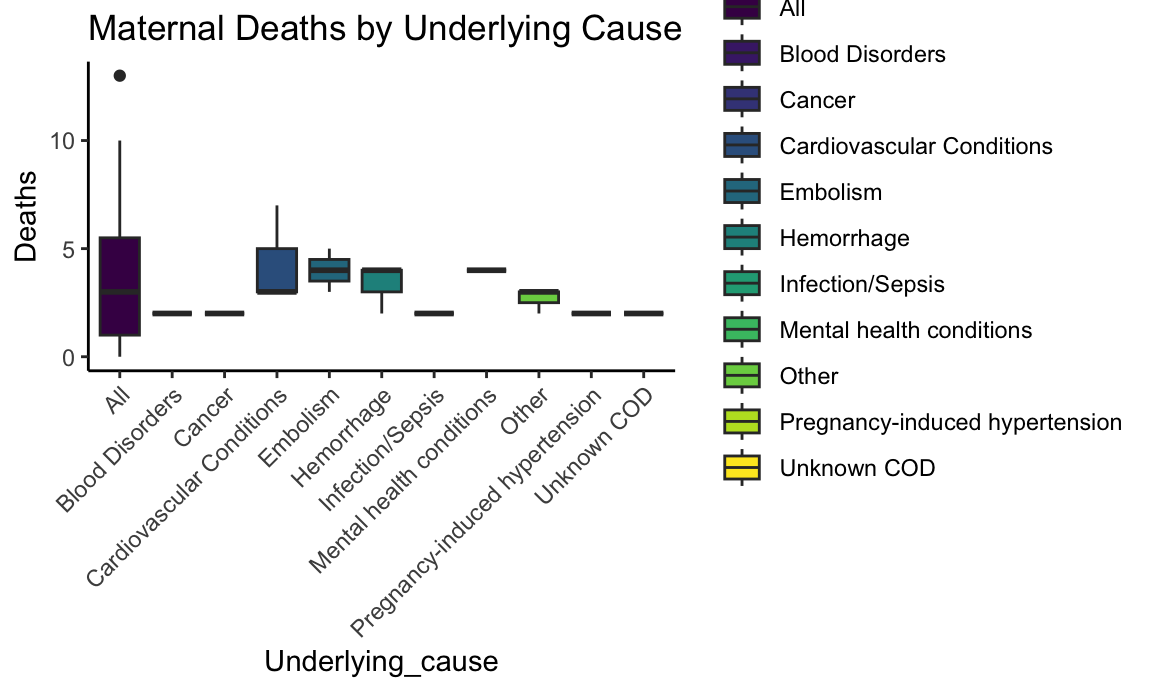 Maternal Deaths by Underlying Cause
Deaths
10
5
0
All
Blood Disorders
Cancer
Cardiovascular Conditions
Embolism
Hemorrhage
Infection/Sepsis
Mental health conditions
Other
Pregnancy-induced hypertension
Unknown COD
Underlying_cause
All
Blood Disorders
Cancer
Cardiovascular Conditions
Embolism
Hemorrhage
Infection/Sepsis
Mental health conditions
Other
Pregnancy-induced hypertension
Unknown COD